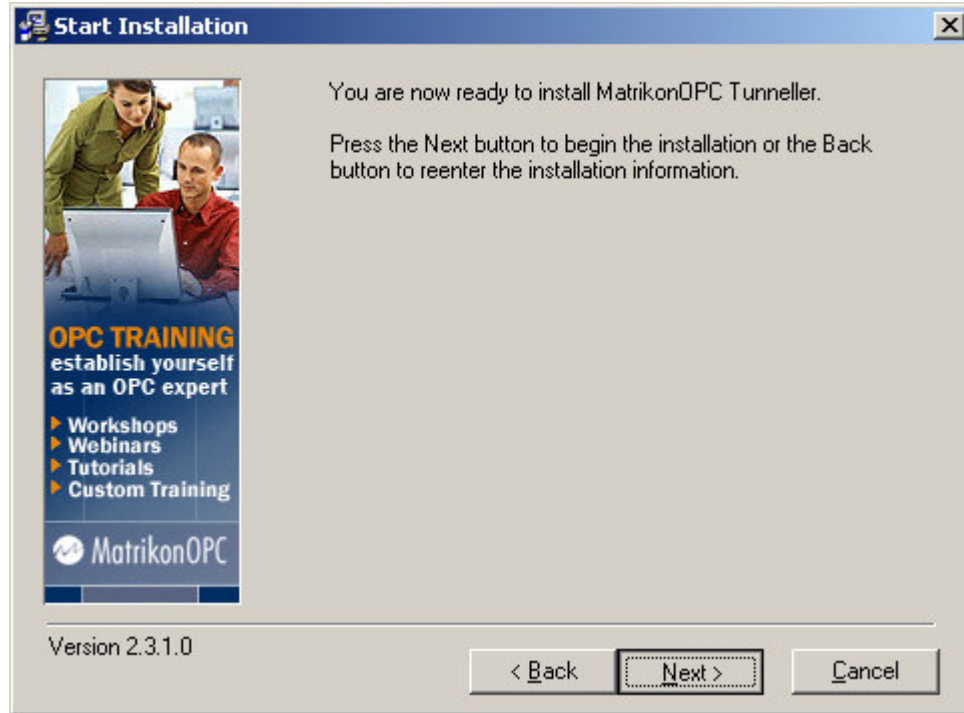 Start Installation
You are now ready to install MatrikonOPC Tunneller.
Press the Next button to begin the installation or the Back
button to reenter the installation information.
OPC TRAINING
establish yourself
as an OPC expert
Workshops
Webinars
Tutorials
Custom Training
MatrikonOPC
Version 2.3.1.0
< Back
Next >
Cancel